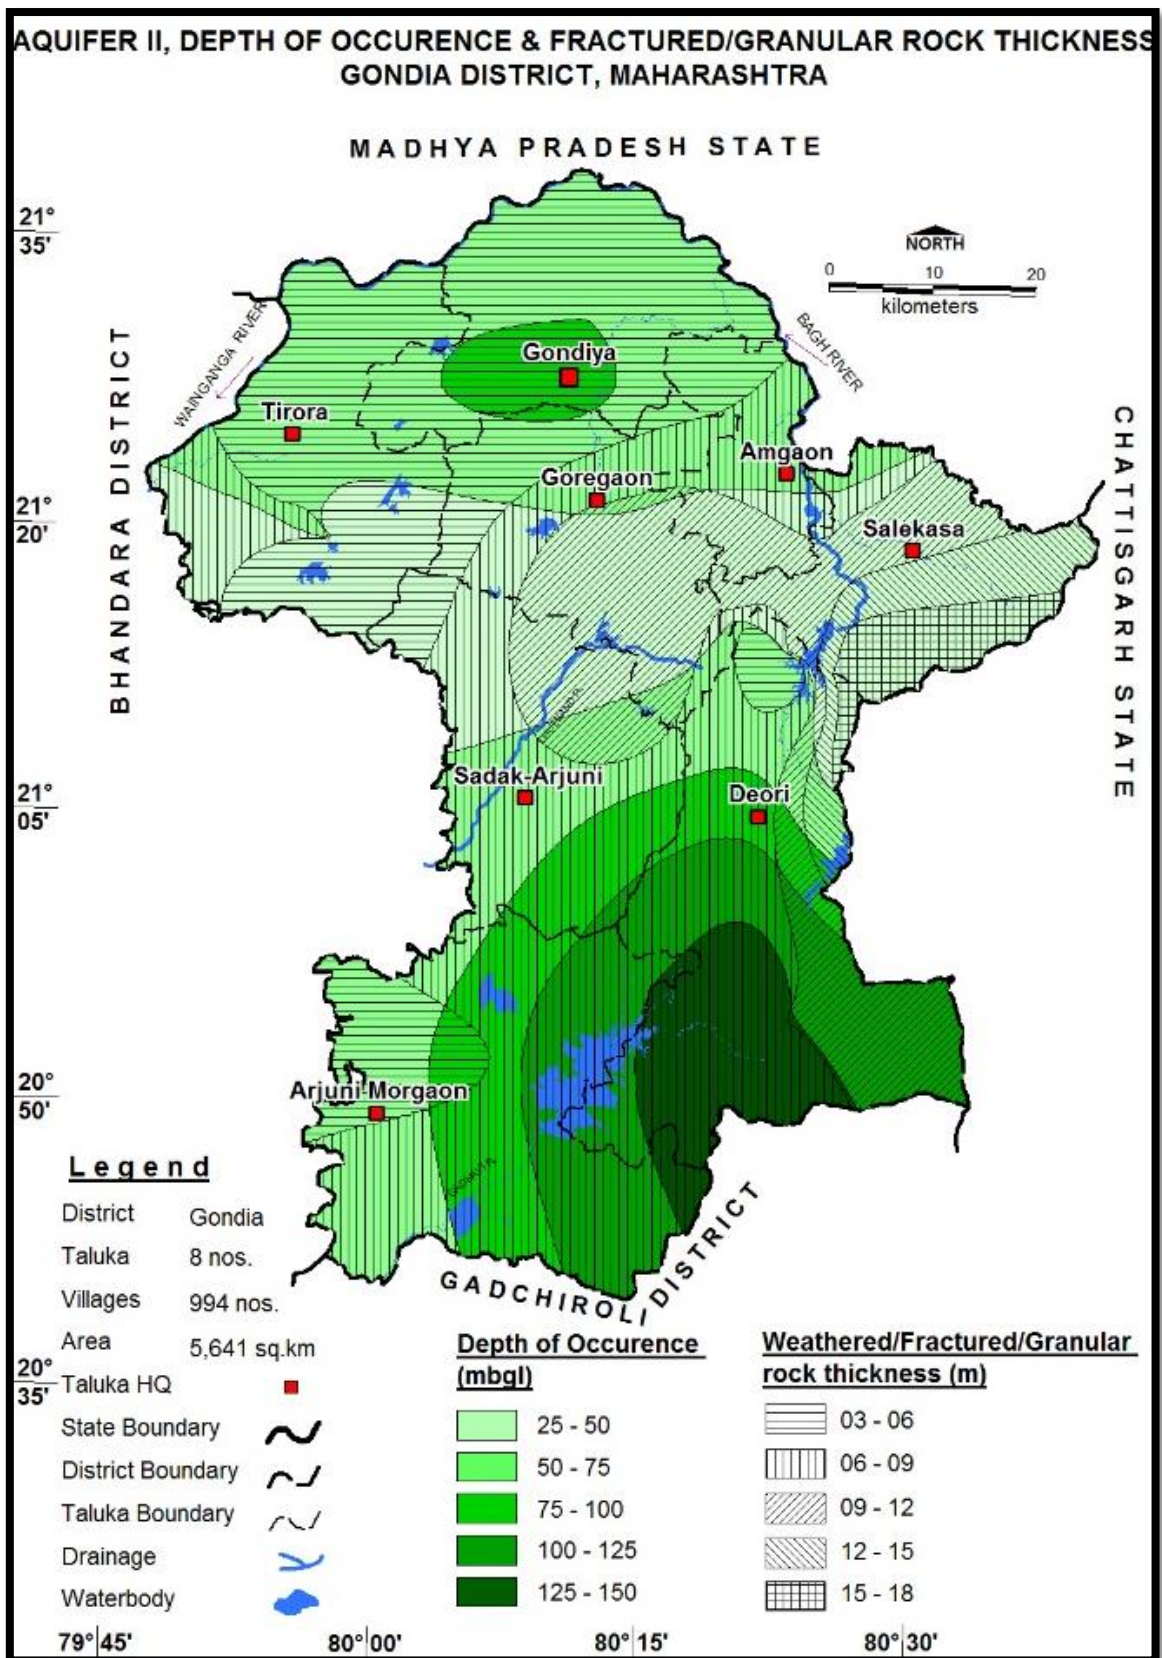 AQUIFER II, DEPTH OF OCCURENCE & FRACTURED/GRANULAR ROCK THICKNESS
GONDIA DISTRICT, MAHARASHTRA
MADHYA PRADESH STATE
21°
35'
NORTH
0 10 20
kilometers
WAINGANGA RIVER
BAGH RIVER
BHANDARA DISTRICT
CHATTISGARH STATE
Gondiya
Tirora
Amgaon
Goregaon
21°
20'
Salekasa
Sadak-Arjuni
Deori
21°
05'
20°
50'
Arjuni-Morgaon
GADCHIROLI DISTRICT
Legend
District Gondia
Taluka 8 nos.
Villages 994 nos.
Area 5,641 sq.km
20°
35'
Taluka HQ
State Boundary
District Boundary
Taluka Boundary
Drainage
Waterbody
Depth of Occurence
(mbgl)
25 - 50
50 - 75
75 - 100
100 - 125
125 - 150
Weathered/Fractured/Granular
rock thickness (m)
03 - 06
06 - 09
09 - 12
12 - 15
15 - 18
79°45' 80°00' 80°15' 80°30'